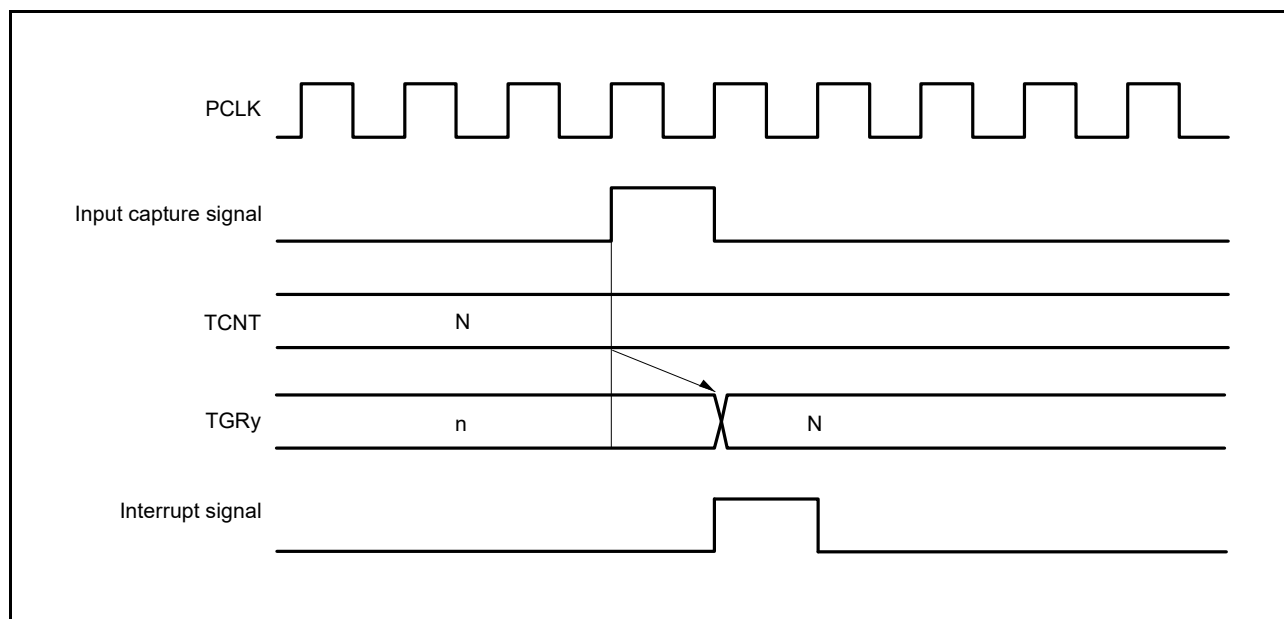 PCLK
Input capture signal
TCNT
N
TGRy
n
N
Interrupt signal